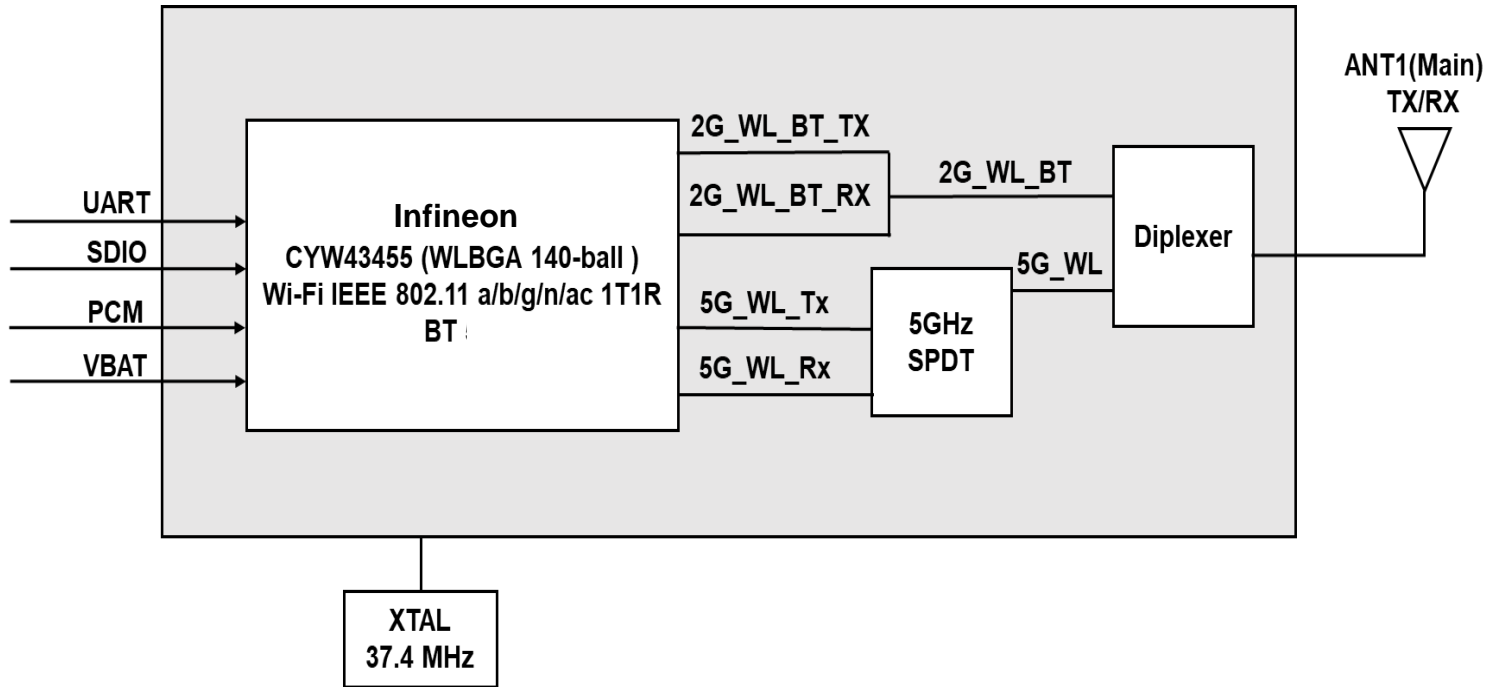 ANT1(Main)
TX/RX
2G_WL_BT_TX
2G_WL_BT_RX
2G_WL_BT
UART
SDIO
PCM
VBAT
Infineon
CYW43455 (WLBGA 140-ball )
Wi-Fi IEEE 802.11 a/b/g/n/ac 1T1R
BT
5G_WL_Tx
5G_WL_Rx
5GHz
SPDT
5G_WL
Diplexer
XTAL
37.4 MHz